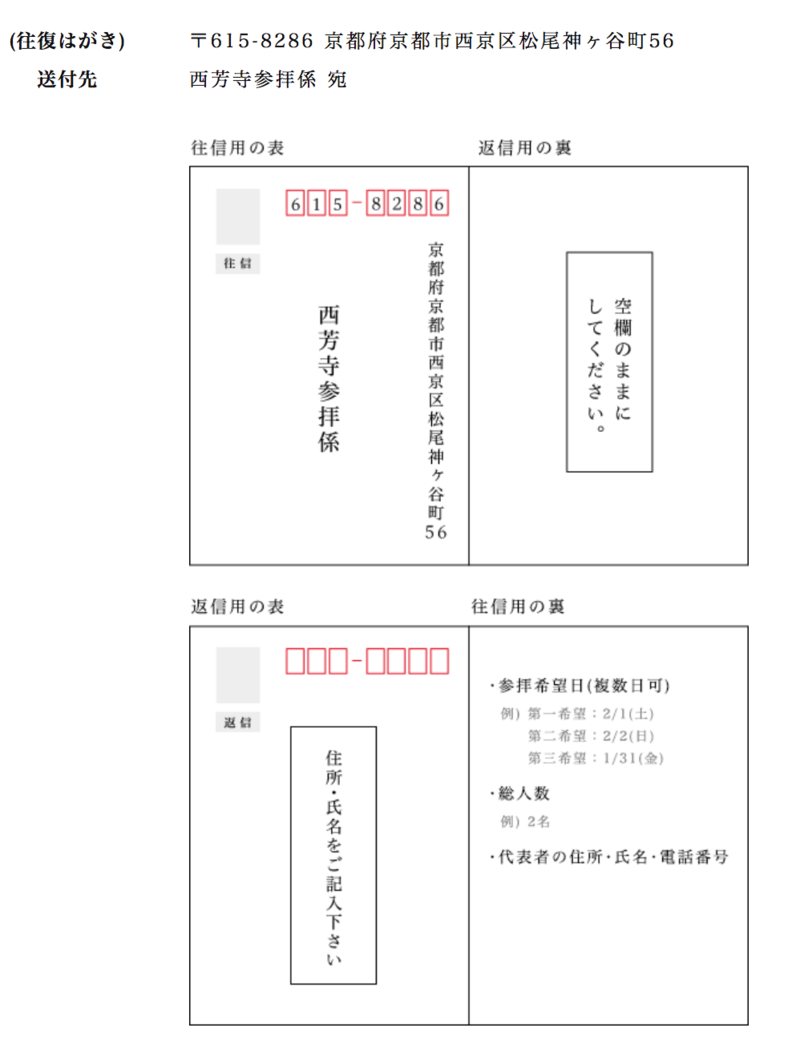 (往復はがき) 〒615-8286 京都府京都市西京区松尾神ヶ谷町56
送付先 西芳寺参拝係 宛
往信用の表
返信用の裏
615-8286
往信
京都府京都市西京区松尾神ヶ谷町56
西芳寺参拝係
空欄のままに
してください。
返信用の表
往信用の裏
返信
住所・氏名をご記入下さい
・参拝希望日(複数日可)
例) 第一希望：2/1(土)
第二希望：2/2(日)
第三希望：1/31(金)
・総人数
例) 2名
・代表者の住所・氏名・電話番号